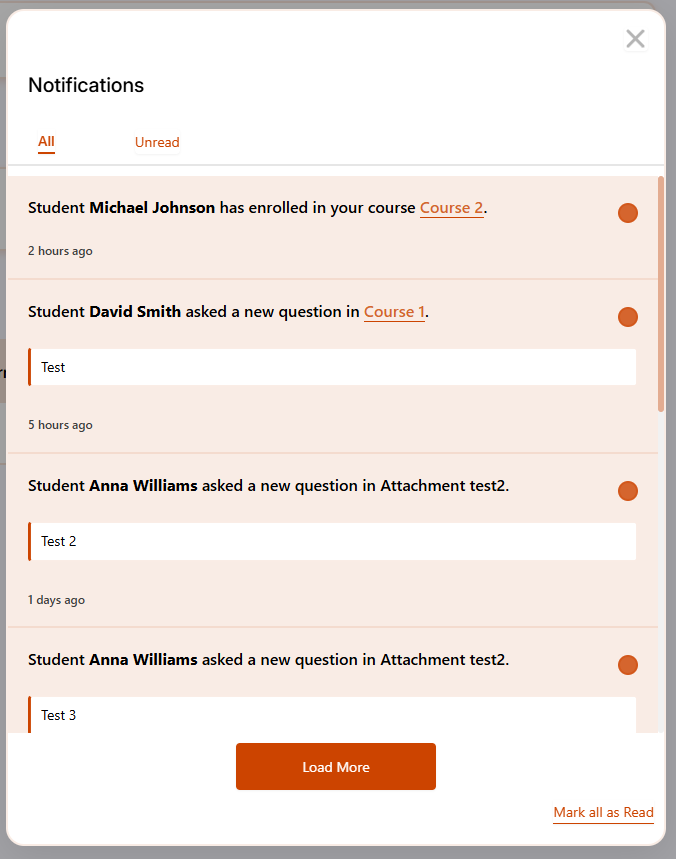 Notifications
All Unread
Student Michael Johnson has enrolled in your course Course 2.
2 hours ago
Student David Smith asked a new question in Course 1.
Test
5 hours ago
Student Anna Williams asked a new question in Attachment test2.
Test 2
1 days ago
Student Anna Williams asked a new question in Attachment test2.
Test 3
Load More
Mark all as Read